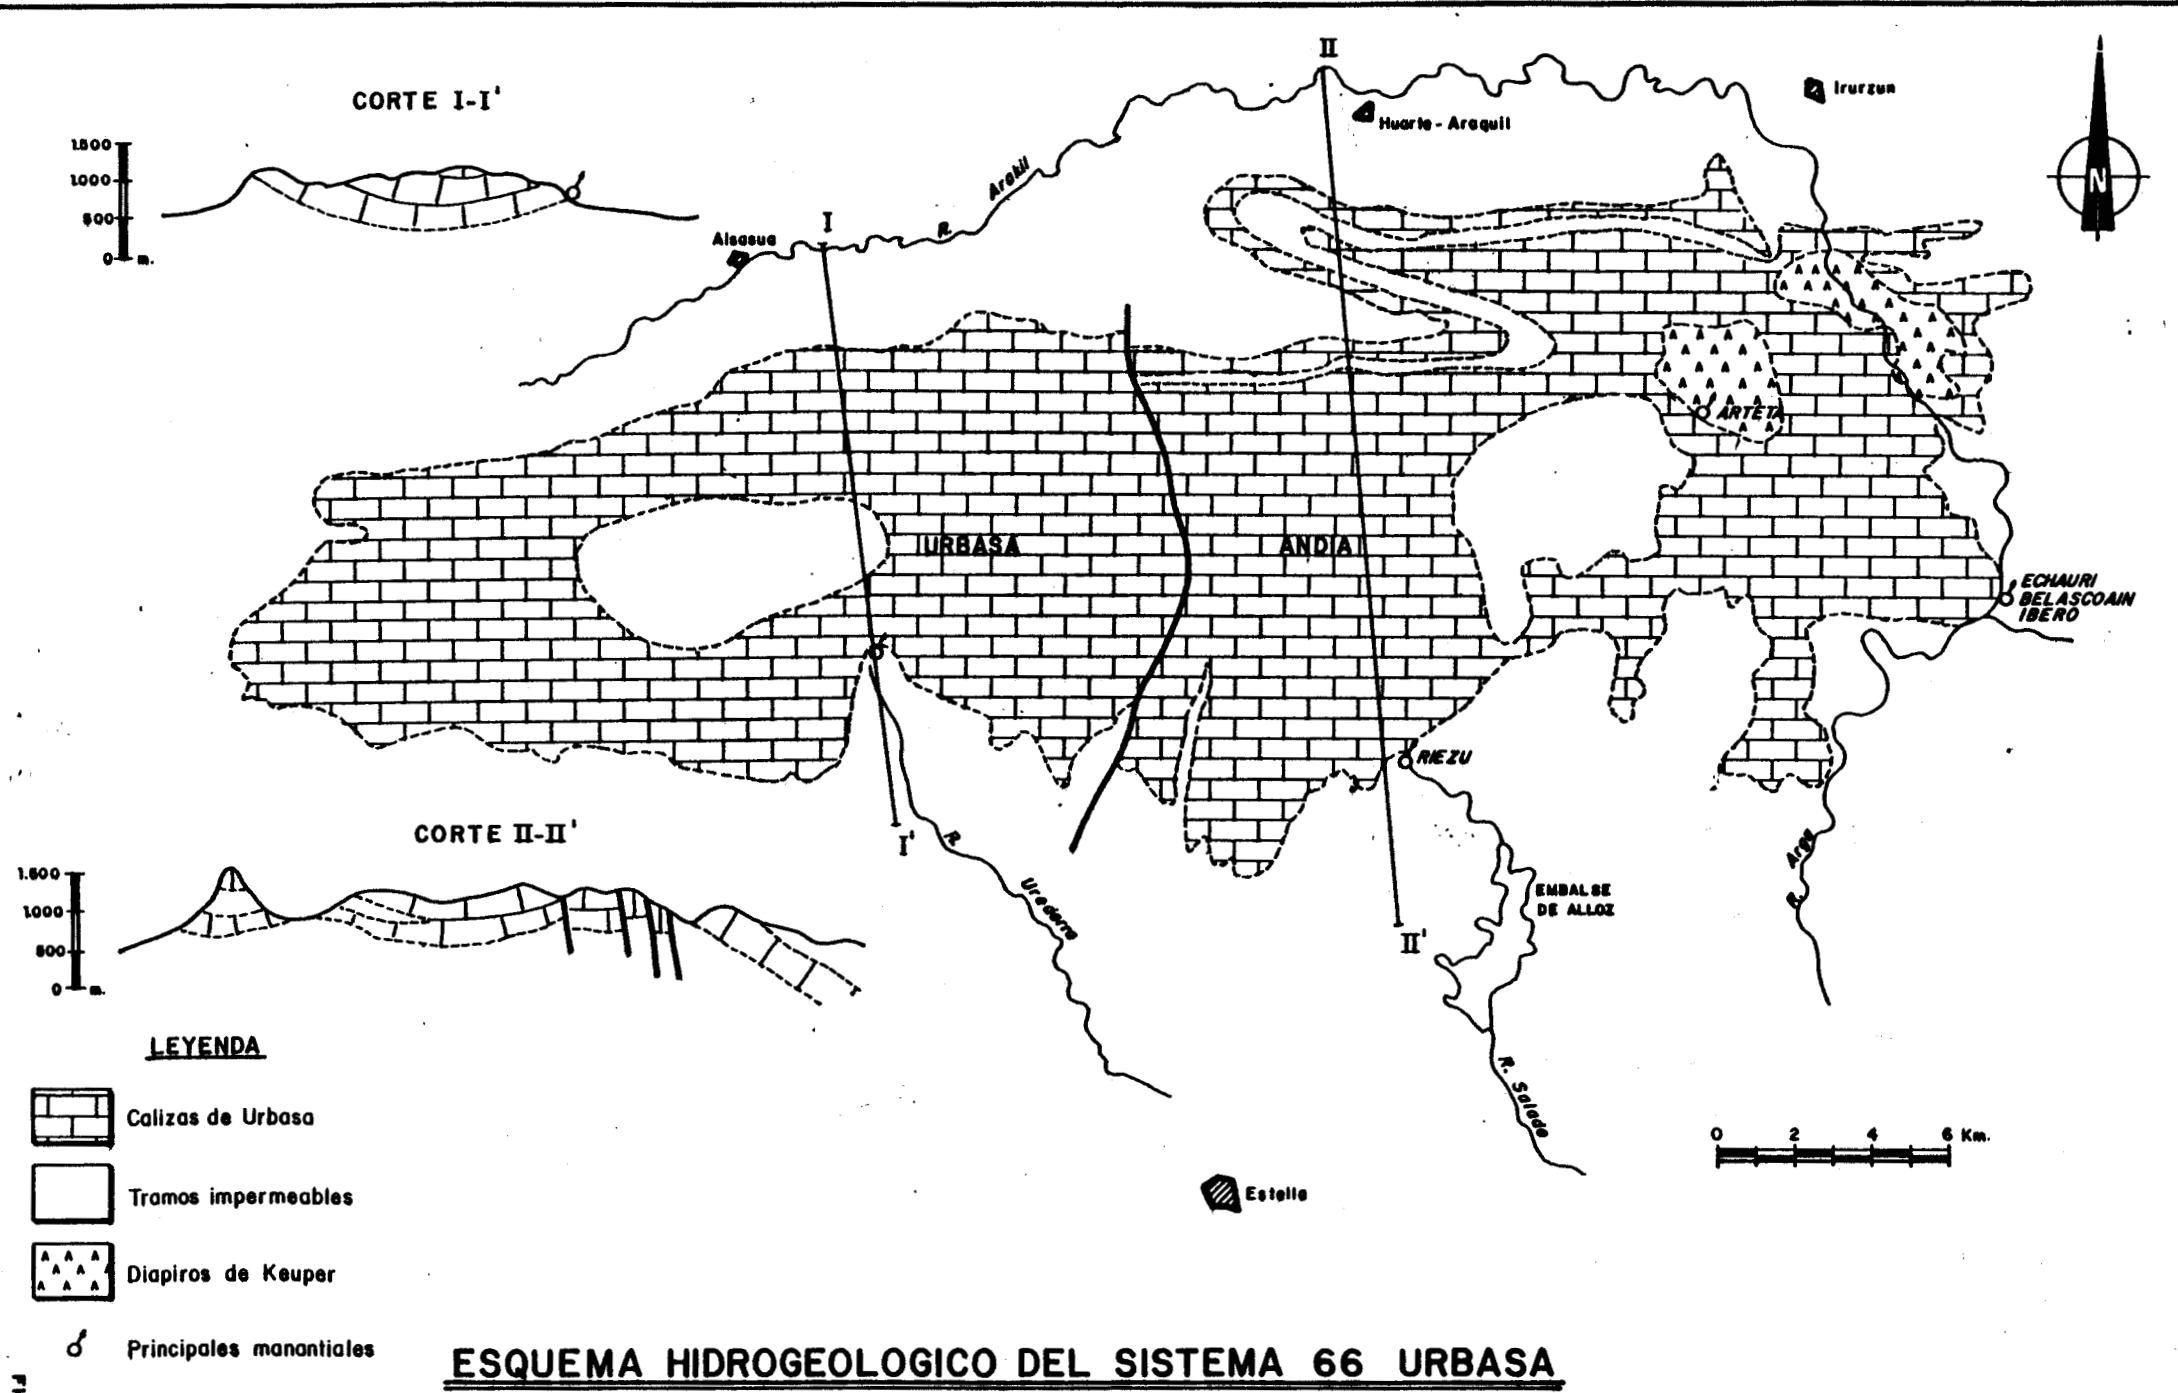 CORTE I-I'
1.500
1.000
500
0 m.
II
Irurzun
Huarte-Araquil
N
R. Arakil
I
Alsasua
ARTETA
URBASA
ANDIA
ECHAURI
BELASCOAIN
IBERO
RIEZU
CORTE II-II'
1.500
1.000
500
0 m.
I'
R. Urederra
EMBALSE
DE ALLOZ
II'
R. Arga
R. Salado
LEYENDA
Calizas de Urbasa
Tramos impermeables
Diapiros de Keuper
Principales manantiales
0 2 4 6 Km.
Estella
ESQUEMA HIDROGEOLOGICO DEL SISTEMA 66 URBASA